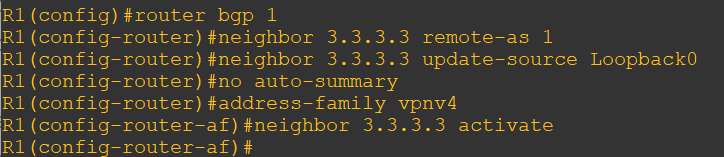 R1(config)#router bgp 1
R1(config-router)#neighbor 3.3.3.3 remote-as 1
R1(config-router)#neighbor 3.3.3.3 update-source Loopback0
R1(config-router)#no auto-summary
R1(config-router)#address-family vpnv4
R1(config-router-af)#neighbor 3.3.3.3 activate
R1(config-router-af)#